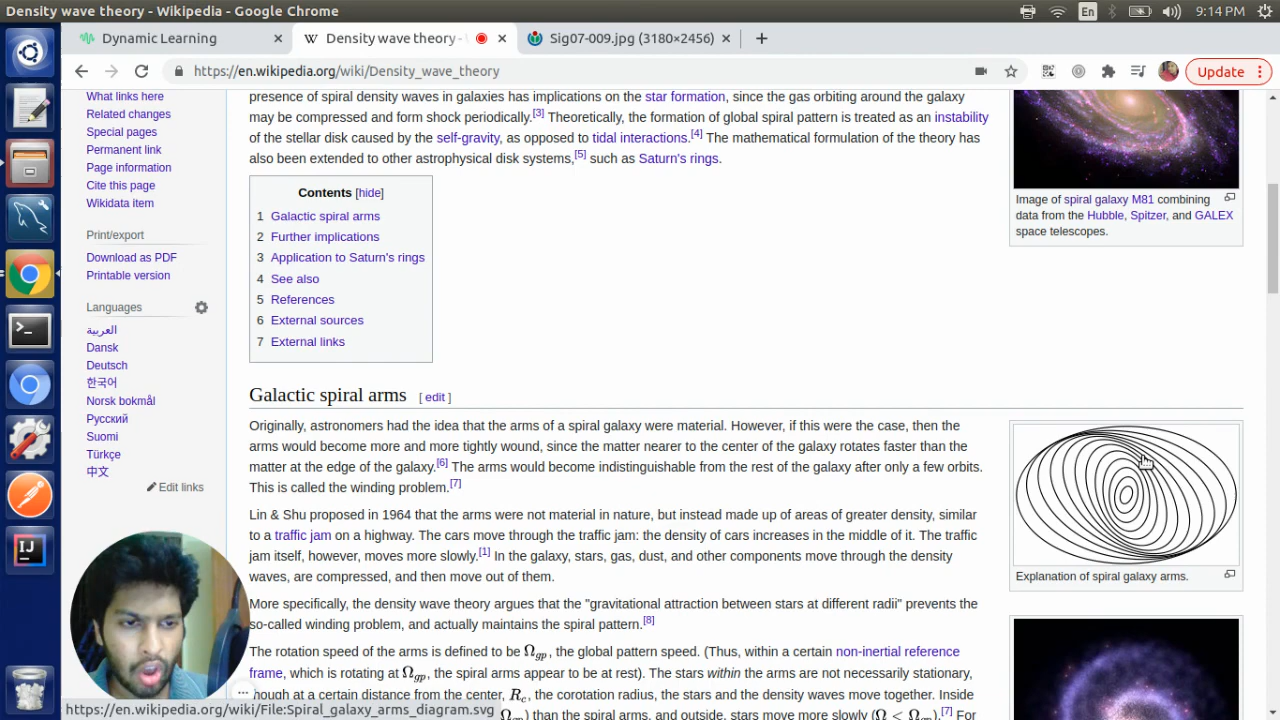 Density wave theory - Wikipedia - Google Chrome
En
9:14 PM
Dynamic Learning
W Density wave theory -
Sig07-009.jpg (3180×2456)
https://en.wikipedia.org/wiki/Density_wave_theory
Update
What links here
Related changes
Special pages
Permanent link
Page information
Cite this page
Wikidata item
Print/export
Download as PDF
Printable version
Languages
العربية
Dansk
Deutsch
한국어
Norsk bokmål
Русский
Suomi
Türkçe
中文
Edit links
presence of spiral density waves in galaxies has implications on the star formation, since the gas orbiting around the galaxy
may be compressed and form shock periodically.[3] Theoretically, the formation of global spiral pattern is treated as an instability
of the stellar disk caused by the self-gravity, as opposed to tidal interactions.[4] The mathematical formulation of the theory has
also been extended to other astrophysical disk systems,[5] such as Saturn's rings.
Contents [hide]
1 Galactic spiral arms
2 Further implications
3 Application to Saturn's rings
4 See also
5 References
6 External sources
7 External links
Image of spiral galaxy M81 combining
data from the Hubble, Spitzer, and GALEX
space telescopes.
Galactic spiral arms [ edit ]
Originally, astronomers had the idea that the arms of a spiral galaxy were material. However, if this were the case, then the
arms would become more and more tightly wound, since the matter nearer to the center of the galaxy rotates faster than the
matter at the edge of the galaxy.[6] The arms would become indistinguishable from the rest of the galaxy after only a few orbits.
This is called the winding problem.[7]
Lin & Shu proposed in 1964 that the arms were not material in nature, but instead made up of areas of greater density, similar
to a traffic jam on a highway. The cars move through the traffic jam: the density of cars increases in the middle of it. The traffic
jam itself, however, moves more slowly.[1] In the galaxy, stars, gas, dust, and other components move through the density
waves, are compressed, and then move out of them.
More specifically, the density wave theory argues that the "gravitational attraction between stars at different radii" prevents the
so-called winding problem, and actually maintains the spiral pattern.[8]
The rotation speed of the arms is defined to be Ωgp, the global pattern speed. (Thus, within a certain non-inertial reference
frame, which is rotating at Ωgp, the spiral arms appear to be at rest). The stars within the arms are not necessarily stationary,
though at a certain distance from the center, Rc, the corotation radius, the stars and the density waves move together. Inside
Ωgp) than the spiral arms, and outside, stars move more slowly (Ω < Ωgp).[7] For
Explanation of spiral galaxy arms.
https://en.wikipedia.org/wiki/File:Spiral_galaxy_arms_diagram.svg
IJ